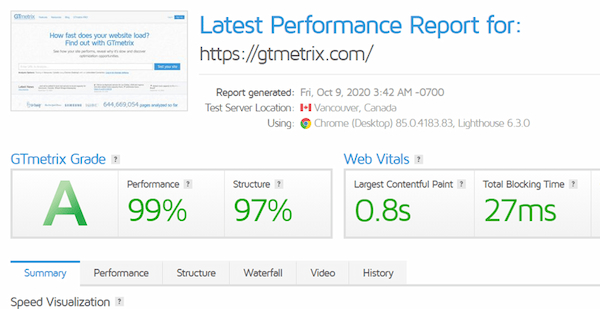 GTmetrix
How fast does your website load?
Find out with GTmetrix
644,669,054 pages analyzed so far
Latest Performance Report for:
https://gtmetrix.com/
Report generated: Fri, Oct 9, 2020 3:42 AM -0700
Test Server Location: Vancouver, Canada
Using: Chrome (Desktop) 85.0.4183.83, Lighthouse 6.3.0
GTmetrix Grade ?
Web Vitals ?
A
Performance ?
99%
Structure ?
97%
Largest Contentful Paint ?
0.8s
Total Blocking Time ?
27ms
Summary Performance Structure Waterfall Video History
Speed Visualization ?